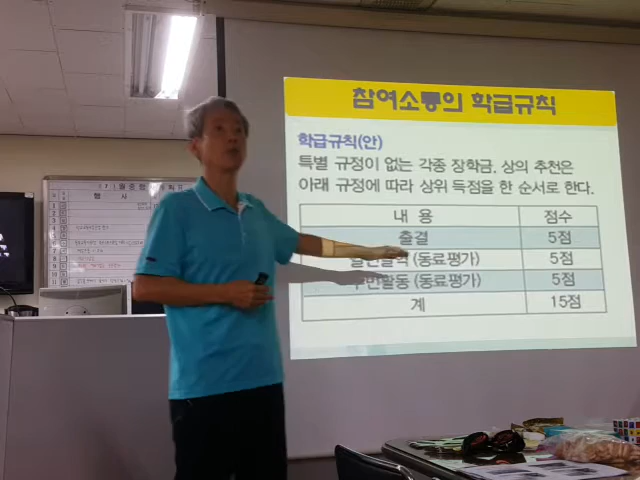 참여소통의 학급규칙
학급규칙(안)
특별 규정이 없는 각종 장학금, 상의 추천은
아래 규정에 따라 상위 득점을 한 순서로 한다.
내 용 점수
출결 5점
(동료평가) 5점
(동료평가) 5점
계 15점